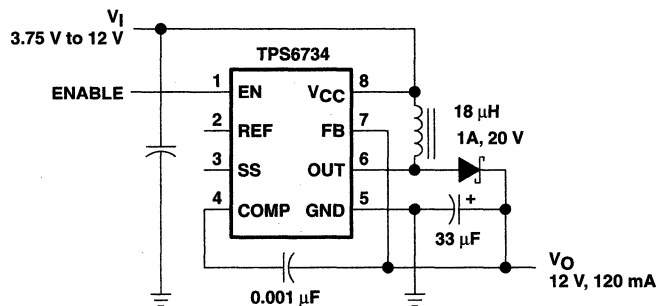 VI
3.75 V to 12 V
TPS6734
ENABLE
1 EN VCC 8
2 REF FB 7
3 SS OUT 6
4 COMP GND 5
18 μH
1A, 20 V
+
33 μF
0.001 μF
VO
12 V, 120 mA